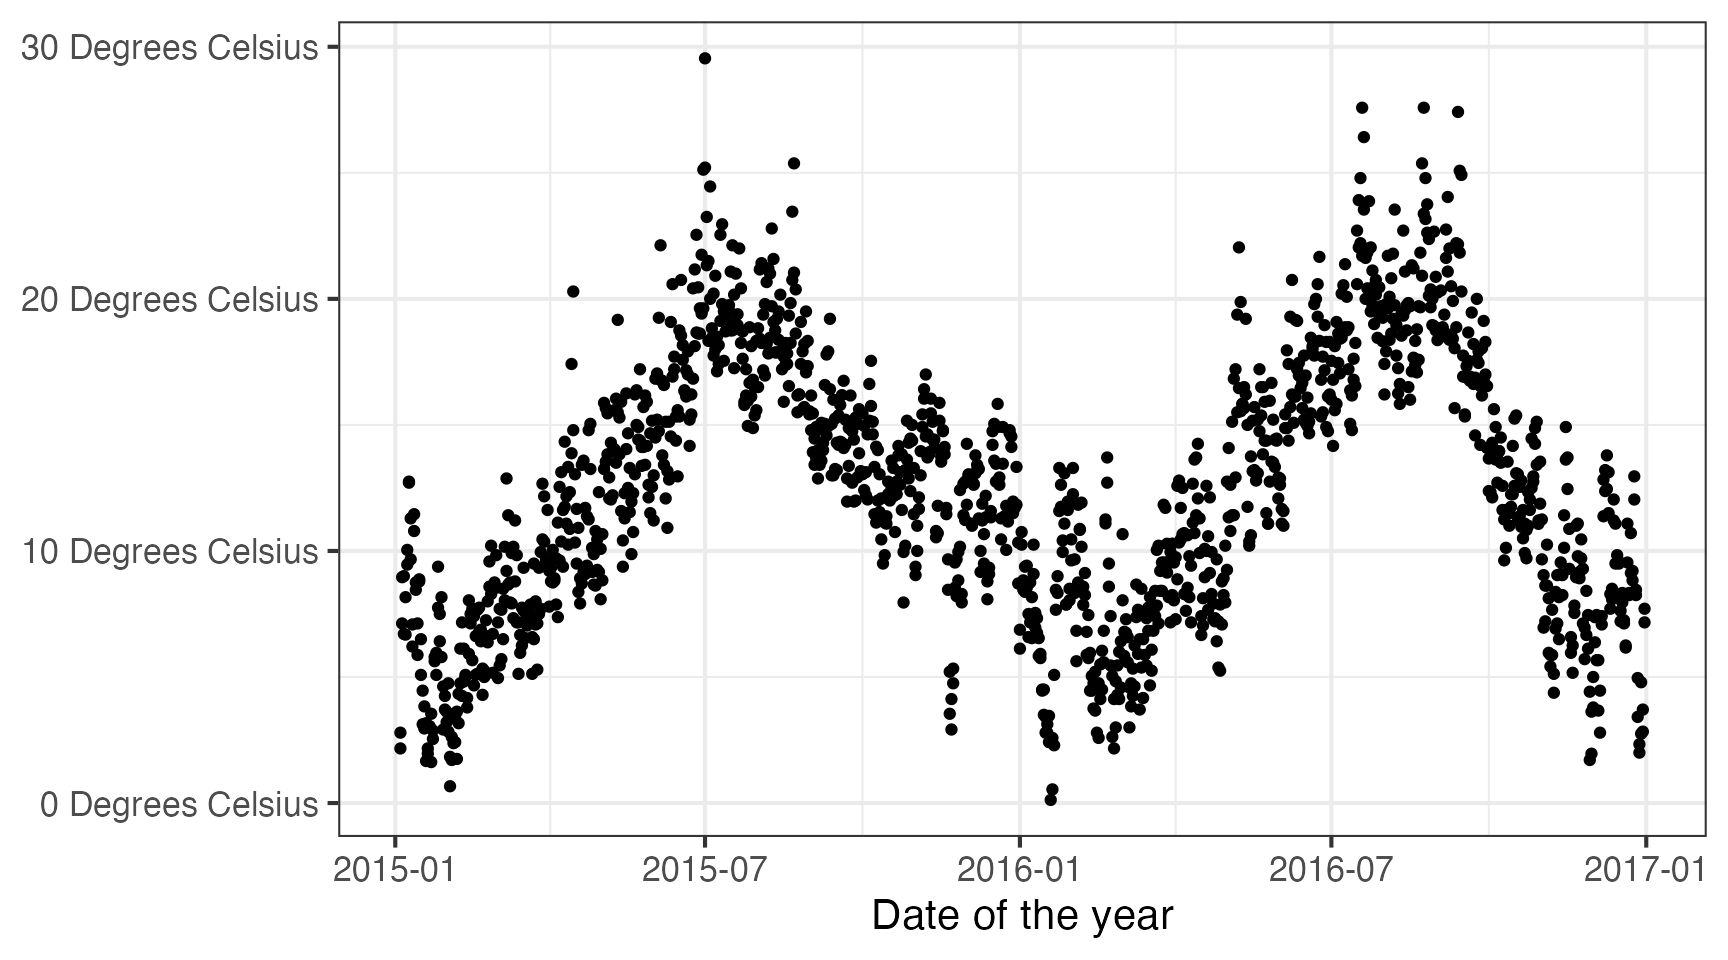 30 Degrees Celsius
20 Degrees Celsius
10 Degrees Celsius
0 Degrees Celsius
2015-01 2015-07 2016-01 2016-07 2017-01
Date of the year